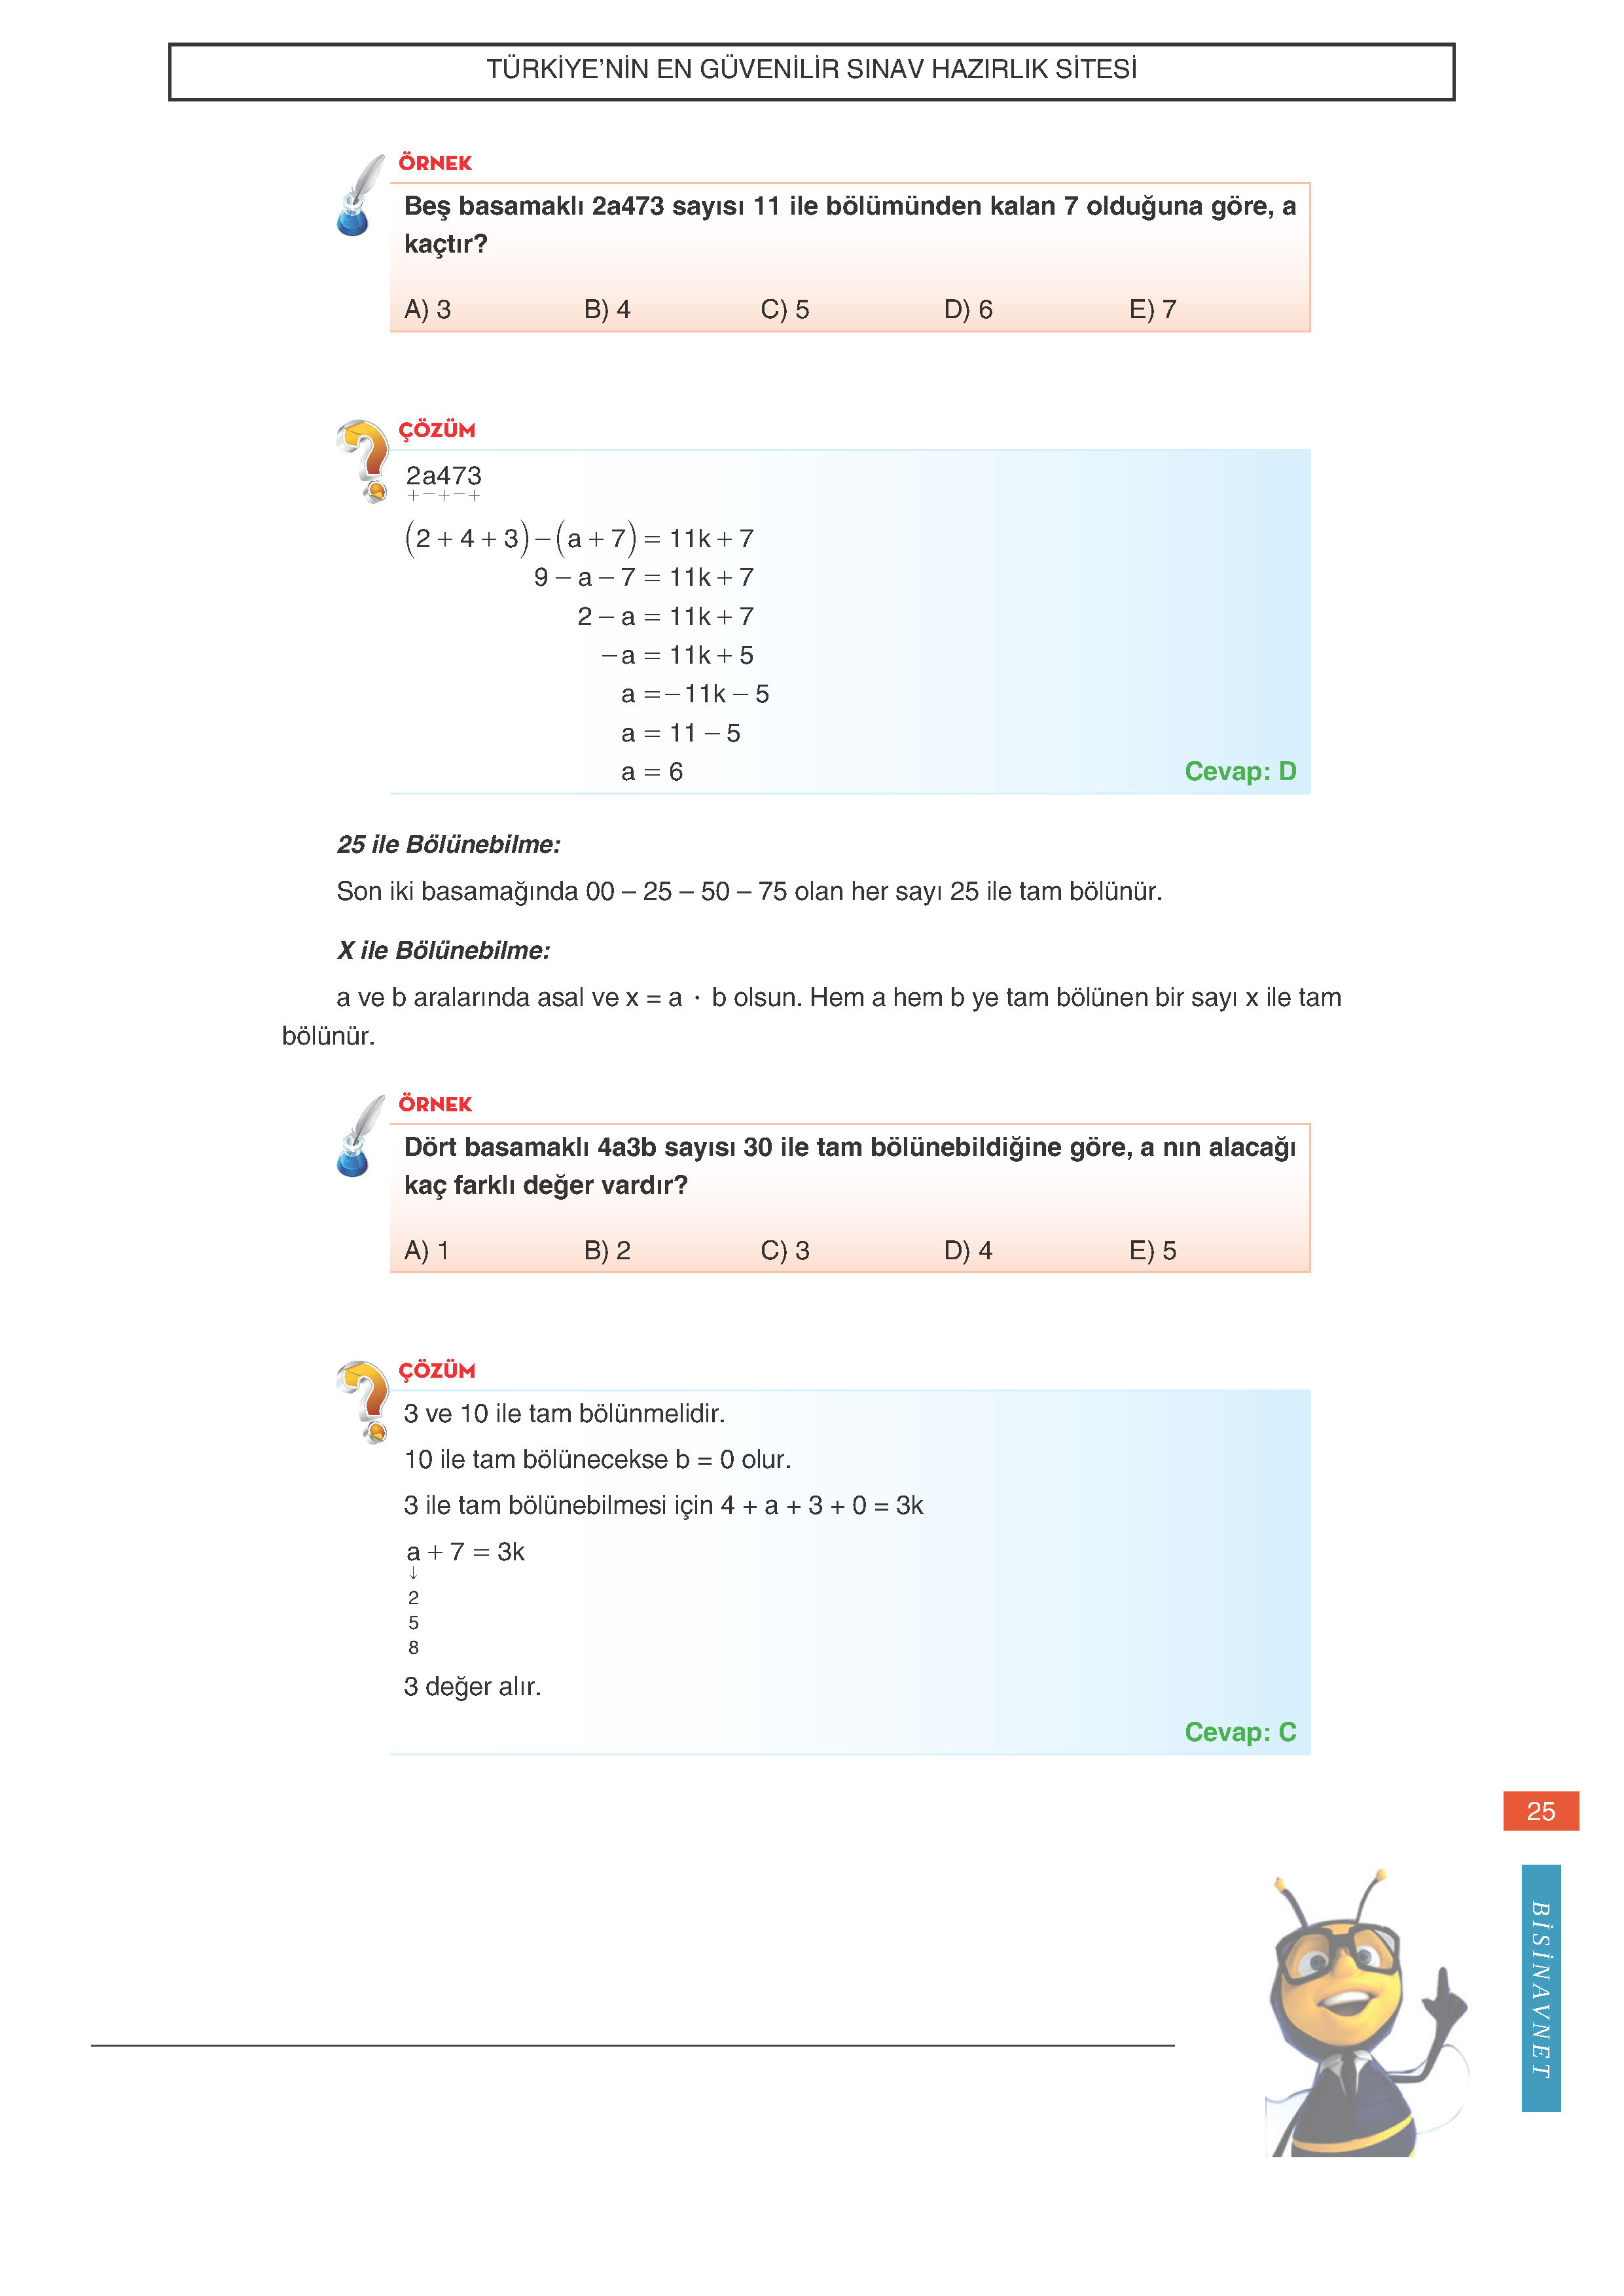 TÜRKİYE'NİN EN GÜVENİLİR SINAV HAZIRLIK SİTESİ
ÖRNEK
Beş basamaklı 2a473 sayısı 11 ile bölümünden kalan 7 olduğuna göre, a
kaçtır?
A) 3 B) 4 C) 5 D) 6 E) 7
ÇÖZÜM
2a473
+−+−+
(2 + 4 + 3) − (a + 7) = 11k + 7
9 − a − 7 = 11k + 7
2 − a = 11k + 7
−a = 11k + 5
a = −11k − 5
a = 11 − 5
a = 6
Cevap: D
25 ile Bölünebilme:
Son iki basamağında 00 – 25 – 50 – 75 olan her sayı 25 ile tam bölünür.
X ile Bölünebilme:
a ve b aralarında asal ve x = a · b olsun. Hem a hem b ye tam bölünen bir sayı x ile tam
bölünür.
ÖRNEK
Dört basamaklı 4a3b sayısı 30 ile tam bölünebildiğine göre, a nın alacağı
kaç farklı değer vardır?
A) 1 B) 2 C) 3 D) 4 E) 5
ÇÖZÜM
3 ve 10 ile tam bölünmelidir.
10 ile tam bölünecekse b = 0 olur.
3 ile tam bölünebilmesi için 4 + a + 3 + 0 = 3k
a + 7 = 3k
↓
2
5
8
3 değer alır.
Cevap: C
25
BİSİNAVNET